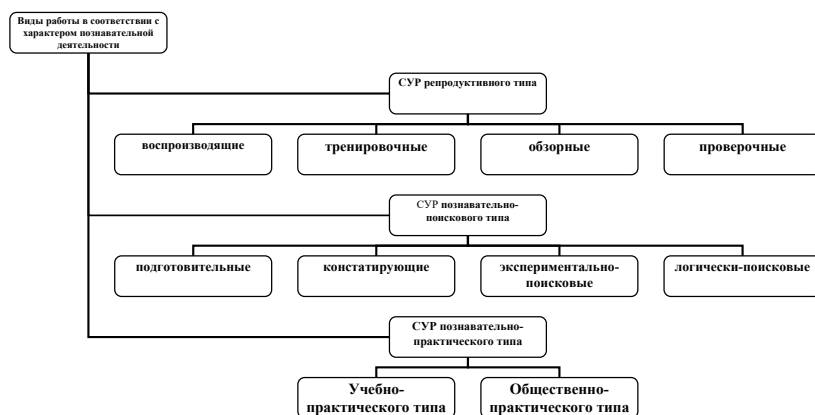 Виды работы в соответствии с
характером познавательной
деятельности
СУР репродуктивного типа
воспроизводящие
тренировочные
обзорные
проверочные
СУР познавательно-
поискового типа
подготовительные
констатирующие
экспериментально-
поисковые
логически-поисковые
СУР познавательно-
практического типа
Учебно-
практического типа
Общественно-
практического типа